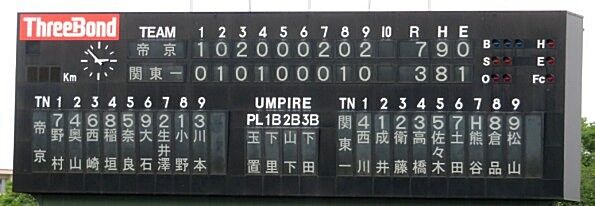 ThreeBond
TEAM 1 2 3 4 5 6 7 8 9 10 R H E
帝京 1 0 2 0 0 0 2 0 2 7 9 0
関東一 0 1 0 1 0 0 0 1 0 3 8 1
Km
B H
S E
O Fc
TN 1 2 3 4 5 6 7 8 9
帝京 7 4 6 8 5 9 2 1 3
野村 奥山 西崎 稲垣 奈良 大石 生井澤 小野 川本
UMPIRE
PL 1B 2B 3B
玉置 下里 山下 下田
TN 1 2 3 4 5 6 7 8 9
関東一 4 1 2 3 5 7 H 8 9
西川 成井 衛藤 高橋 佐々木 土田 熊谷 倉品 松山